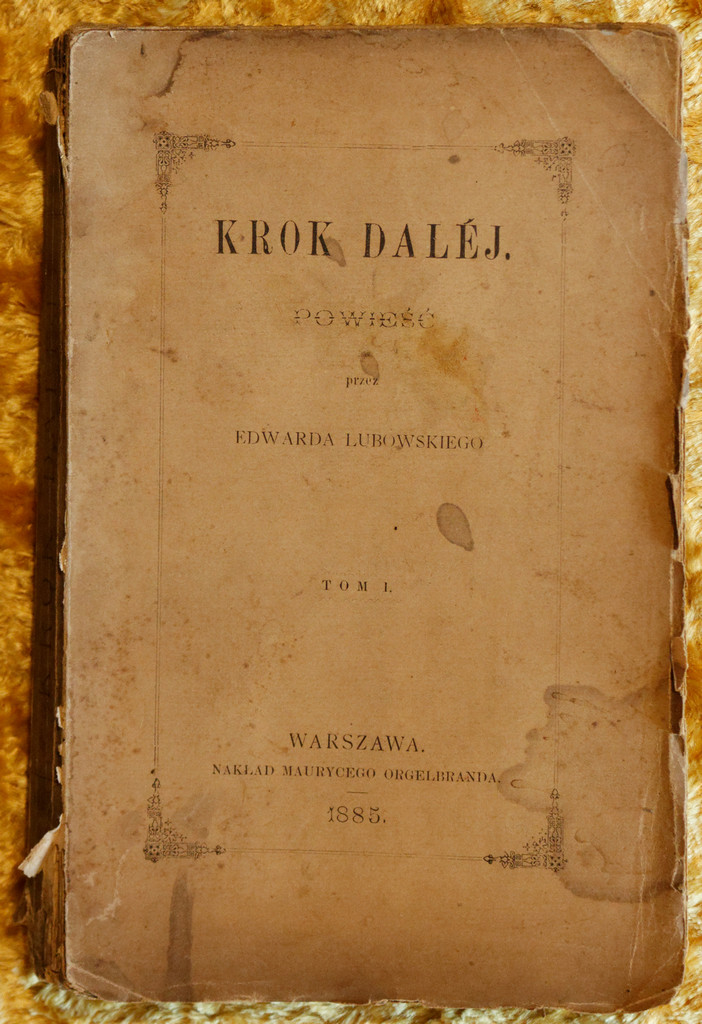 KROK DALÉJ.
POWIEŚĆ
przez
EDWARDA LUBOWSKIEGO
TOM I.
WARSZAWA.
NAKŁAD MAURYCEGO ORGELBRANDA.
1885.